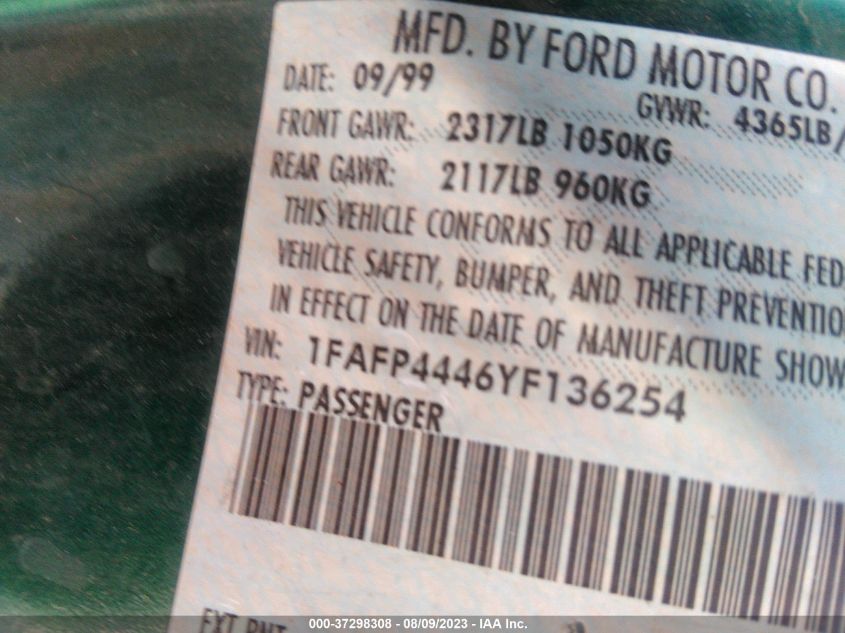 MFD. BY FORD MOTOR CO.
DATE: 09/99
GVWR: 4365LB/
FRONT GAWR: 2317LB 1050KG
REAR GAWR: 2117LB 960KG
THIS VEHICLE CONFORMS TO ALL APPLICABLE FED
VEHICLE SAFETY, BUMPER, AND THEFT PREVENTIO
IN EFFECT ON THE DATE OF MANUFACTURE SHOW
VIN: 1FAFP4446YF136254
TYPE: PASSENGER
EXT PNT
000-37298308 - 08/09/2023 - IAA Inc.